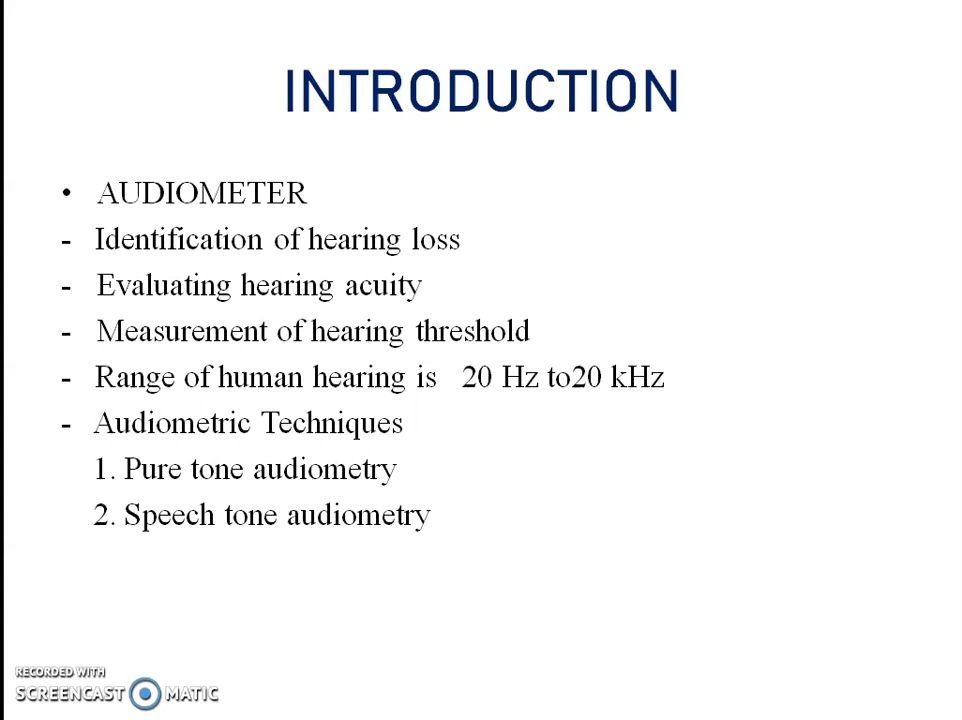 INTRODUCTION
• AUDIOMETER
- Identification of hearing loss
- Evaluating hearing acuity
- Measurement of hearing threshold
- Range of human hearing is 20 Hz to20 kHz
- Audiometric Techniques
1. Pure tone audiometry
2. Speech tone audiometry
RECORDED WITH
SCREENCAST MATIC